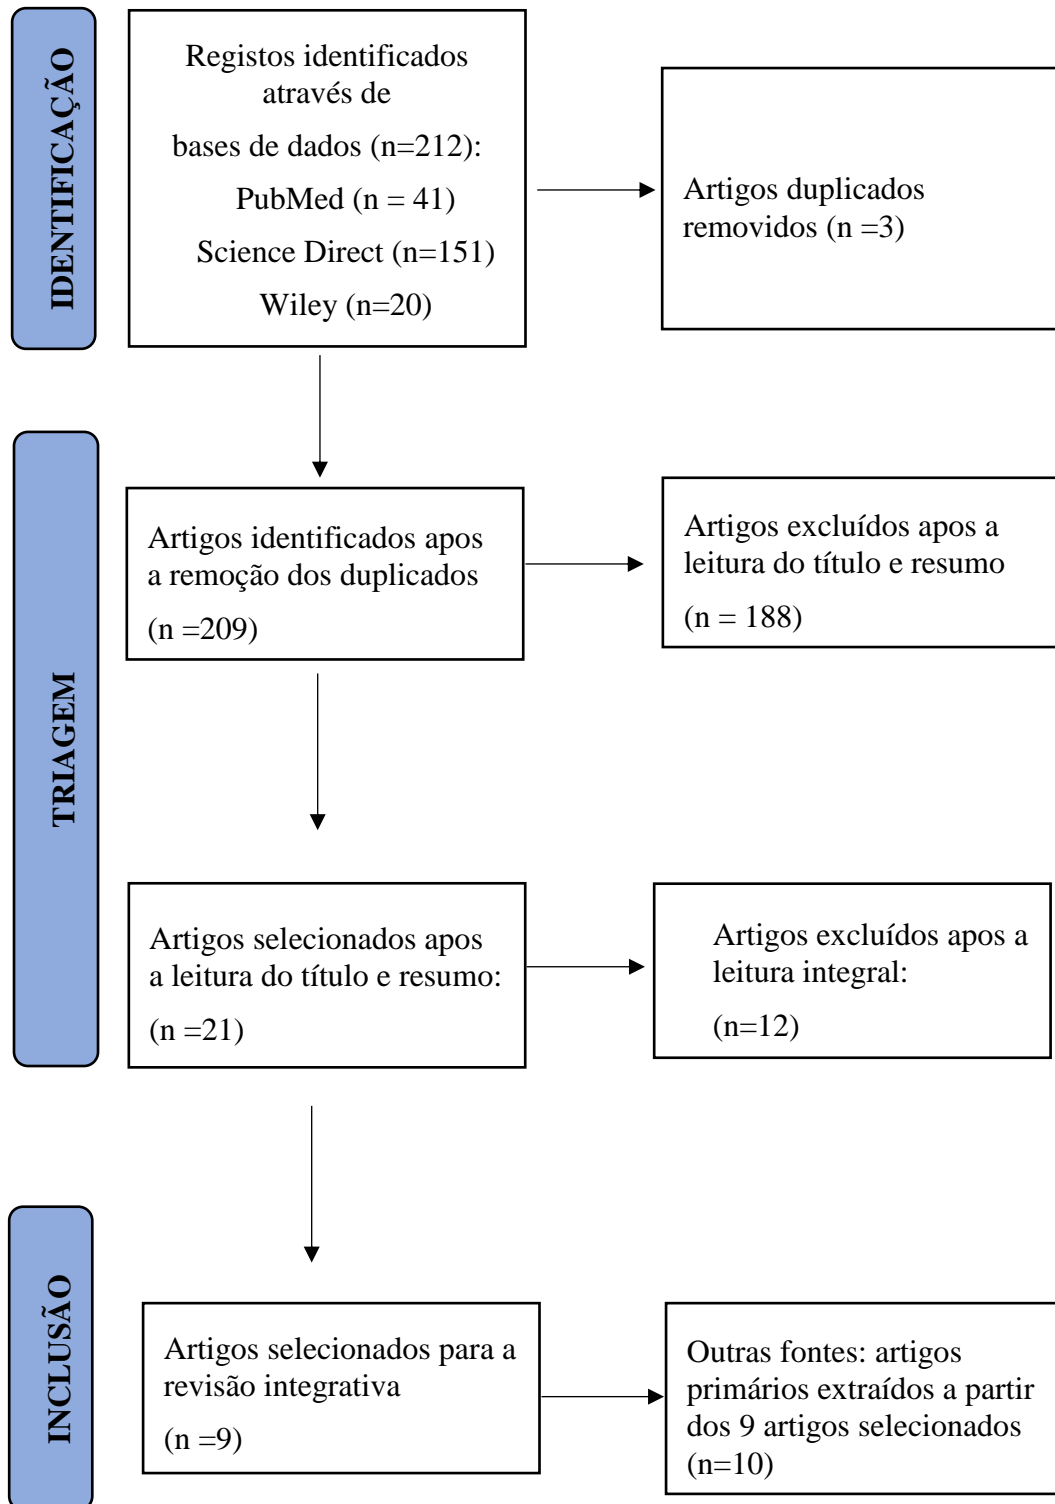 IDENTIFICAÇÃO
Registos identificados
através de
bases de dados (n=212):
PubMed (n = 41)
Science Direct (n=151)
Wiley (n=20)
Artigos duplicados
removidos (n =3)
TRIAGEM
Artigos identificados apos
a remoção dos duplicados
(n =209)
Artigos excluídos apos a
leitura do título e resumo
(n = 188)
Artigos selecionados apos
a leitura do título e resumo:
(n =21)
Artigos excluídos apos a
leitura integral:
(n=12)
INCLUSÃO
Artigos selecionados para a
revisão integrativa
(n =9)
Outras fontes: artigos
primários extraídos a partir
dos 9 artigos selecionados
(n=10)